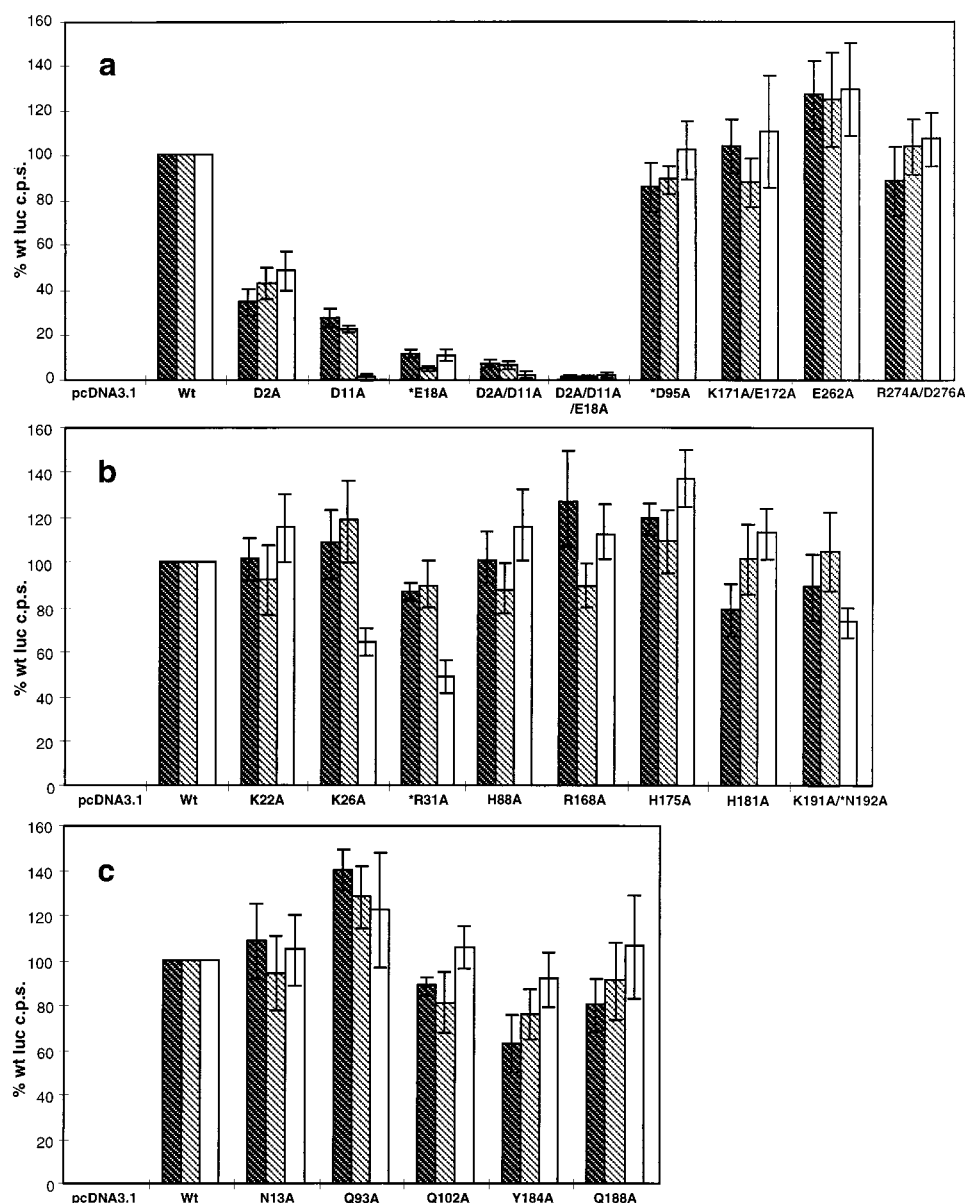 160
140
120
100
80
60
40
20
0
% wt luc c.p.s.
a
pcDNA3.1 Wt D2A D11A *E18A D2A/D11A D2A/D11A *D95A K171A/E172A E262A R274A/D276A
/E18A
160
140
120
100
80
60
40
20
0
% wt luc c.p.s.
b
pcDNA3.1 Wt K22A K26A *R31A H88A R168A H175A H181A K191A/*N192A
160
140
120
100
80
60
40
20
0
% wt luc c.p.s.
c
pcDNA3.1 Wt N13A Q93A Q102A Y184A Q188A